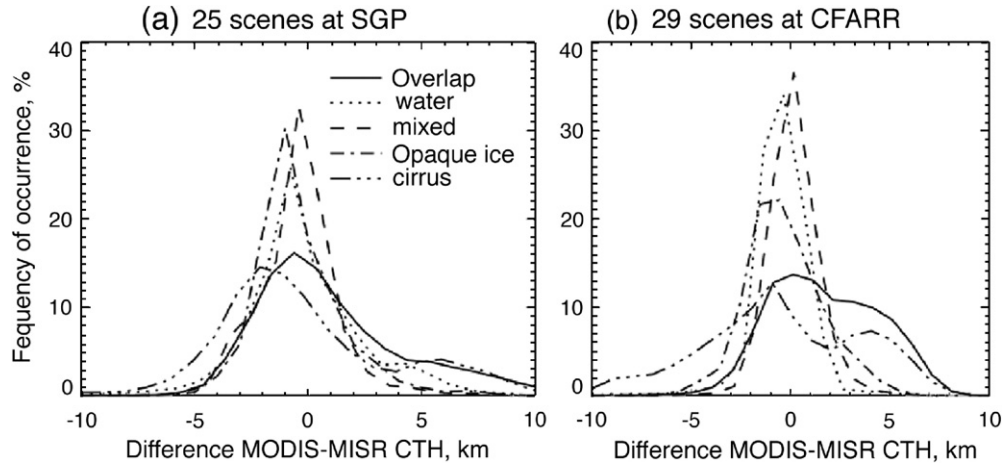 (a) 25 scenes at SGP
(b) 29 scenes at CFARR
Fequency of occurrence, %
40
30
20
10
0
Overlap
water
mixed
Opaque ice
cirrus
-10
-5
0
5
10
Difference MODIS-MISR CTH, km
40
30
20
10
0
-10
-5
0
5
10
Difference MODIS-MISR CTH, km